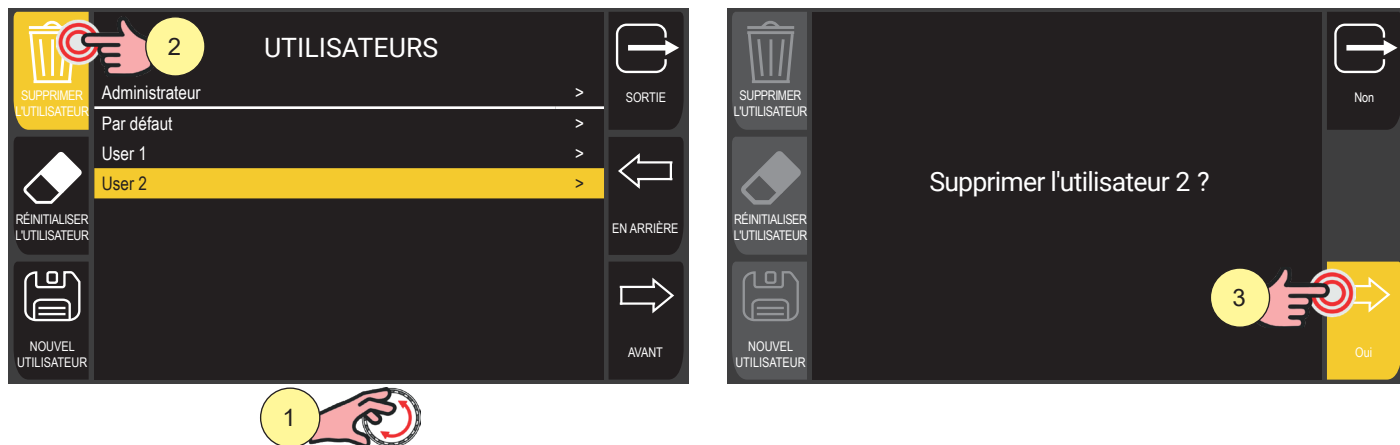 2
UTILISATEURS
SUPPRIMER
L'UTILISATEUR
Administrateur >
Par défaut >
User 1 >
User 2 >
RÉINITIALISER
L'UTILISATEUR
NOUVEL
UTILISATEUR
SORTIE
EN ARRIÈRE
AVANT
1
SUPPRIMER
L'UTILISATEUR
RÉINITIALISER
L'UTILISATEUR
NOUVEL
UTILISATEUR
Supprimer l'utilisateur 2 ?
Non
3
Oui